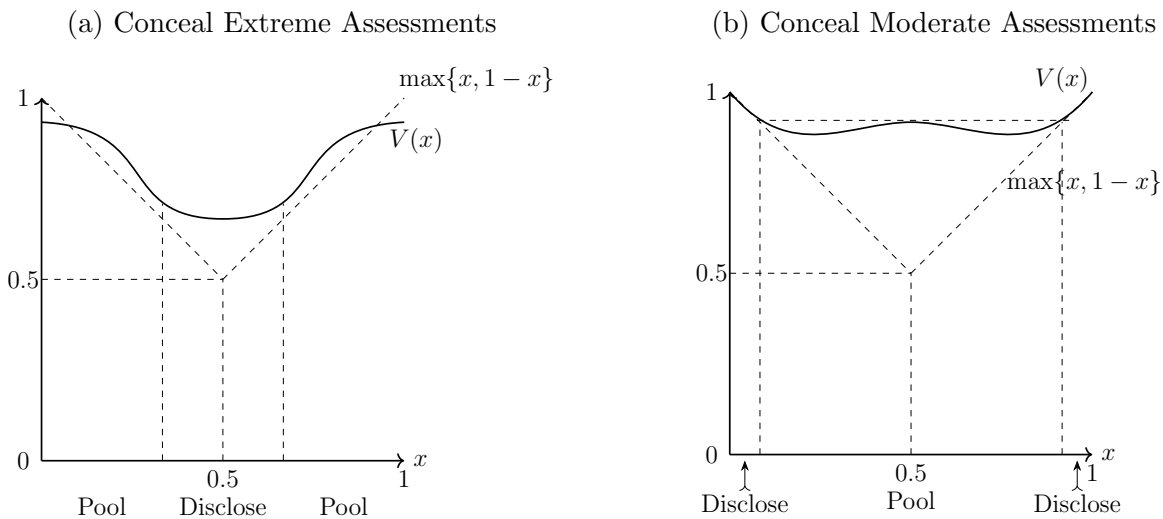 (a) Conceal Extreme Assessments
max{x, 1 − x}
1
V(x)
0.5
0
x
0.5
1
Pool
Disclose
Pool
(b) Conceal Moderate Assessments
V(x)
1
max{x, 1 − x}
0.5
0
x
0.5
1
Disclose
Pool
Disclose